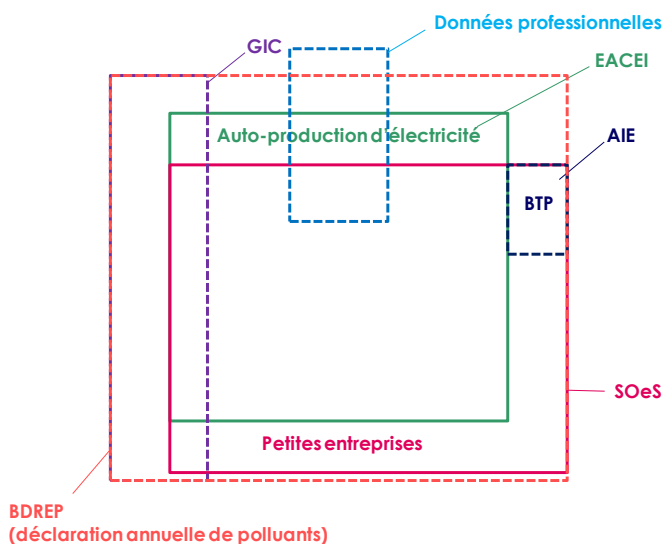 Données professionnelles
GIC
EACEI
Auto-production d'électricité
AIE
BTP
SOeS
Petites entreprises
BDREP
(déclaration annuelle de polluants)